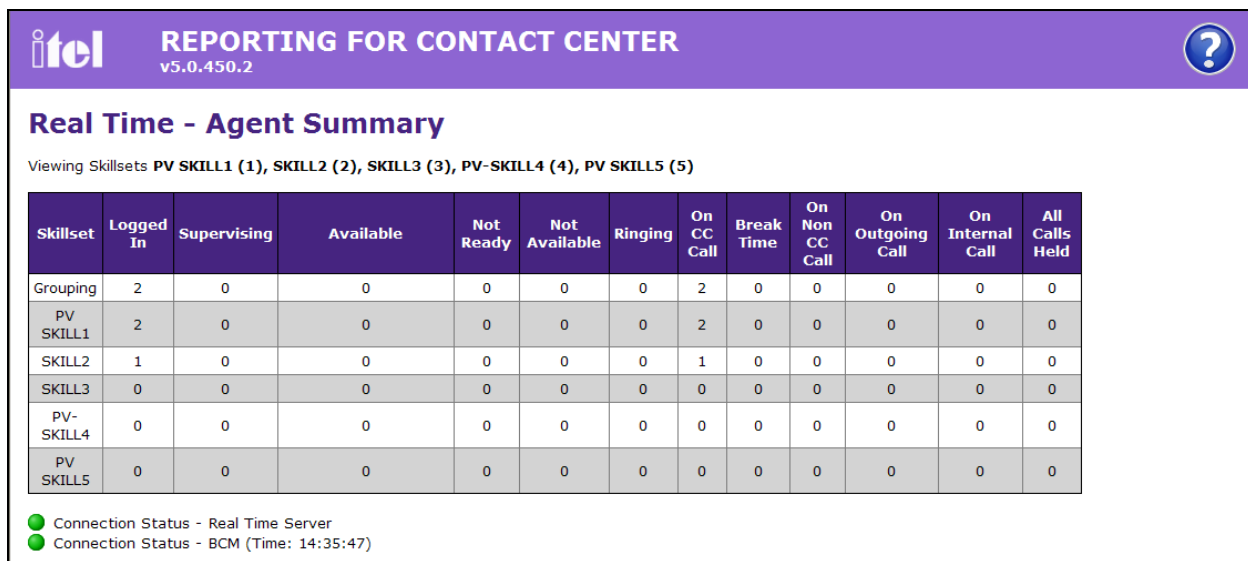 itel
REPORTING FOR CONTACT CENTER
v5.0.450.2
?
Real Time - Agent Summary
Viewing Skillsets PV SKILL1 (1), SKILL2 (2), SKILL3 (3), PV-SKILL4 (4), PV SKILL5 (5)
Skillset Logged In Supervising Available Not Ready Not Available Ringing On CC Call Break Time On Non CC Call On Outgoing Call On Internal Call All Calls Held
Grouping 2 0 0 0 0 0 2 0 0 0 0 0
PV SKILL1 2 0 0 0 0 0 2 0 0 0 0 0
SKILL2 1 0 0 0 0 0 1 0 0 0 0 0
SKILL3 0 0 0 0 0 0 0 0 0 0 0 0
PV-SKILL4 0 0 0 0 0 0 0 0 0 0 0 0
PV SKILL5 0 0 0 0 0 0 0 0 0 0 0 0
Connection Status - Real Time Server
Connection Status - BCM (Time: 14:35:47)